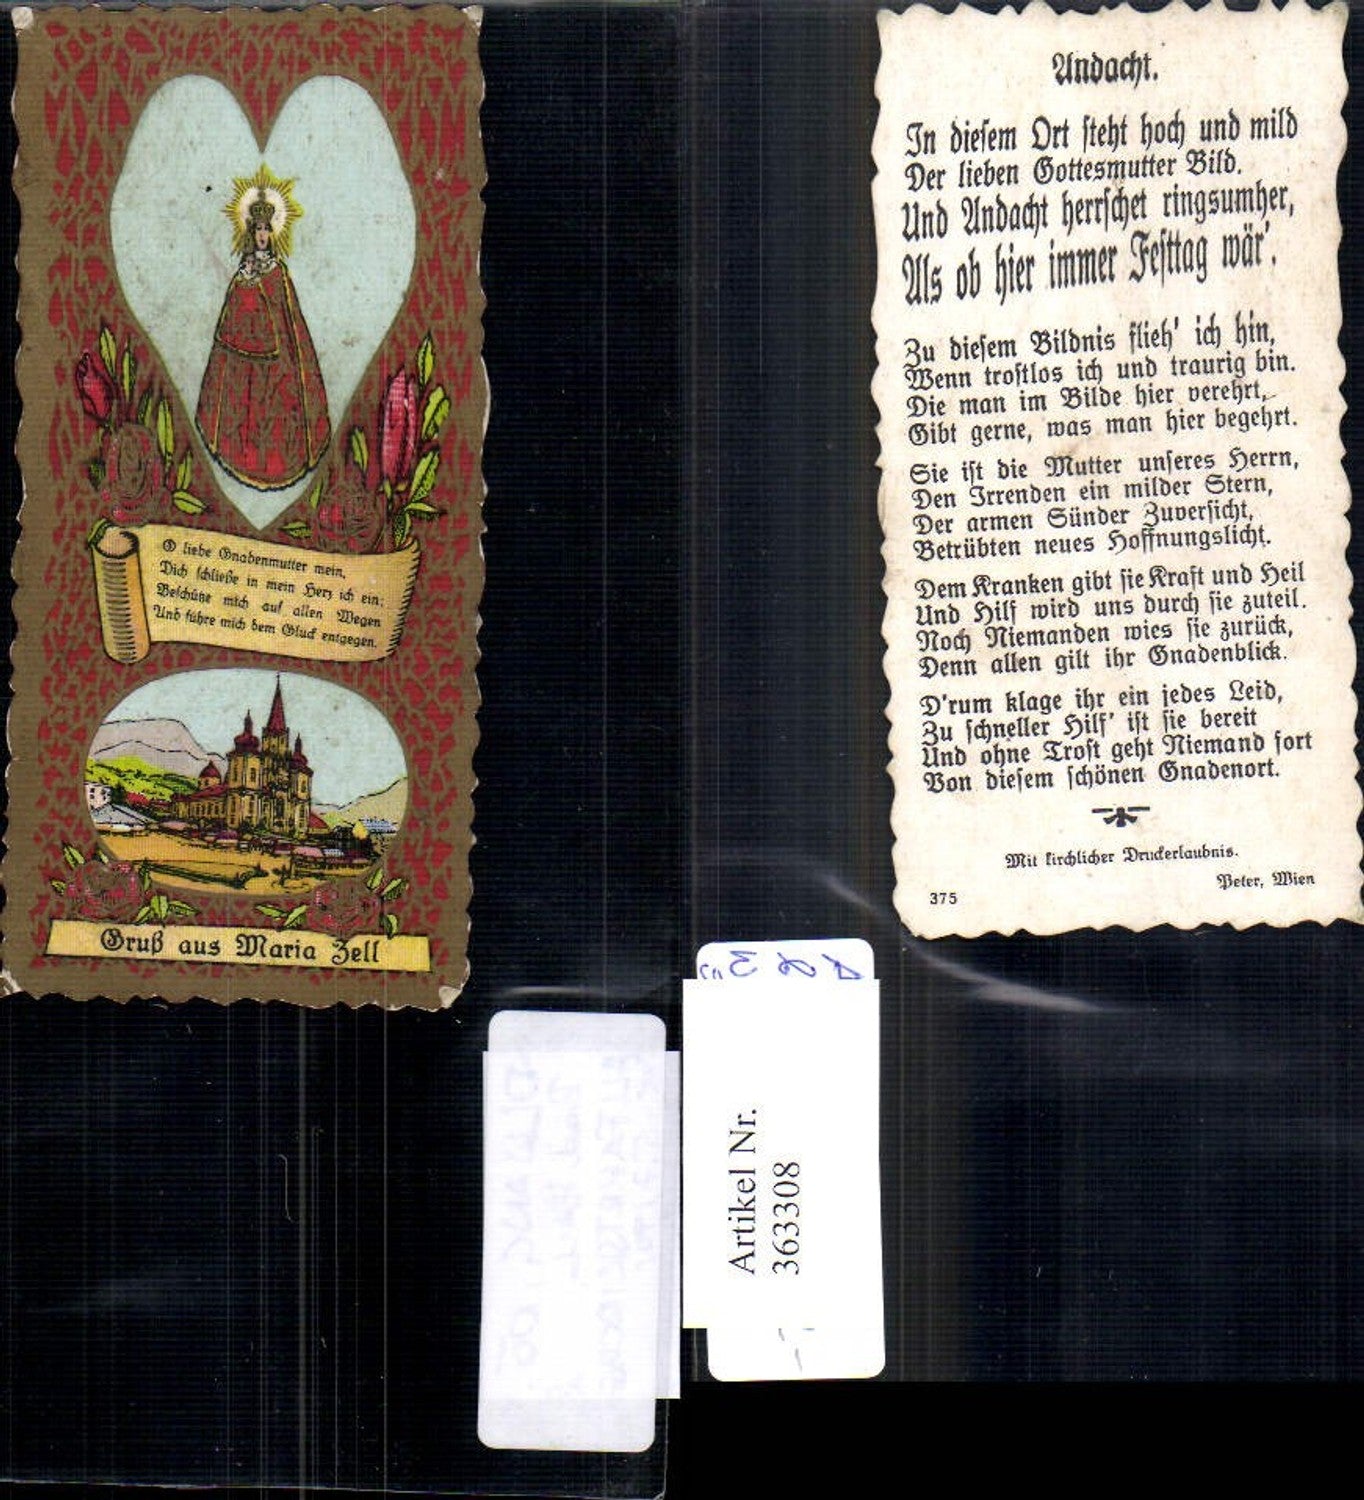 O liebe Gnadenmutter mein,
Dich schließe in mein Herz ich ein;
Beschütze mich auf allen Wegen
Und führe mich dem Glück entgegen.
Gruß aus Maria Zell
Andacht.
In diesem Ort steht hoch und mild
Der lieben Gottesmutter Bild.
Und Andacht herrschet ringsumher,
Als ob hier immer Festtag wär'.
Zu diesem Bildnis flieh' ich hin,
Wenn trostlos ich und traurig bin.
Die man im Bilde hier verehrt,
Gibt gerne, was man hier begehrt.
Sie ist die Mutter unseres Herrn,
Den Irrenden ein milder Stern,
Der armen Sünder Zuversicht,
Betrübten neues Hoffnungslicht.
Dem Kranken gibt sie Kraft und Heil
Und Hilf wird uns durch sie zuteil.
Noch Niemanden wies sie zurück,
Denn allen gilt ihr Gnadenblick.
D'rum klage ihr ein jedes Leid,
Zu schneller Hilf' ist sie bereit
Und ohne Trost geht Niemand fort
Von diesem schönen Gnadenort.
Mit kirchlicher Druckerlaubnis.
375 Peter, Wien
Artikel Nr.
363308